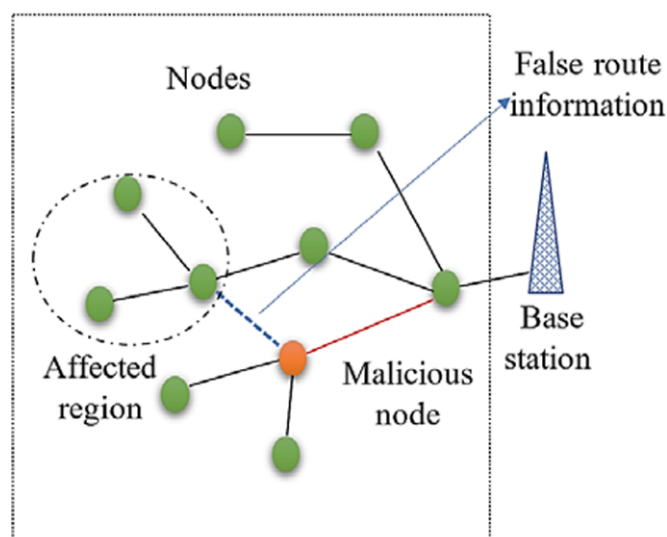 Nodes
False route
information
Affected
region
Malicious
node
Base
station